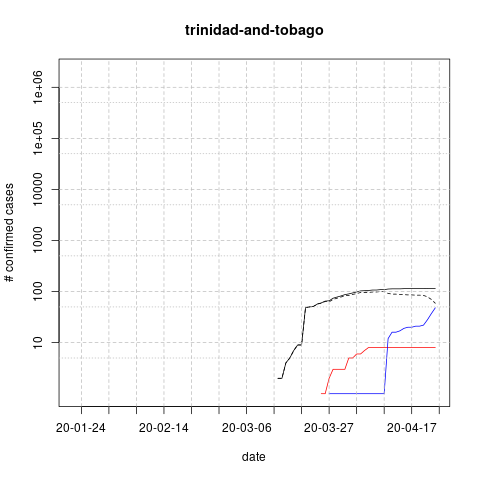 trinidad-and-tobago
# confirmed cases
1e+06
1e+05
10000
1000
100
10
20-01-24 20-02-14 20-03-06 20-03-27 20-04-17
date